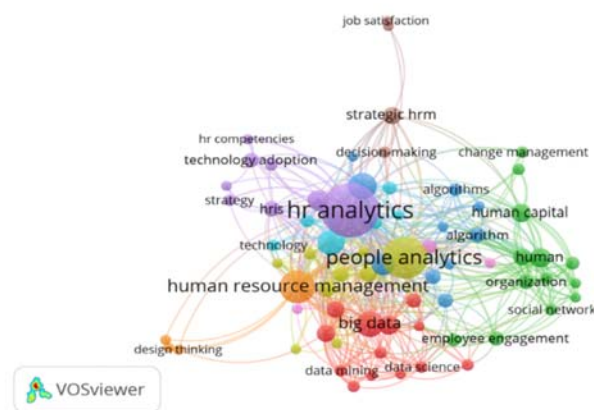 job satisfaction
strategic hrm
hr competencies
decision-making
change management
technology adoption
algorithms
strategy
hris
hr analytics
human capital
algorithm
technology
people analytics
human
human resource management
organization
social network
big data
employee engagement
design thinking
data mining
data science
VOSviewer